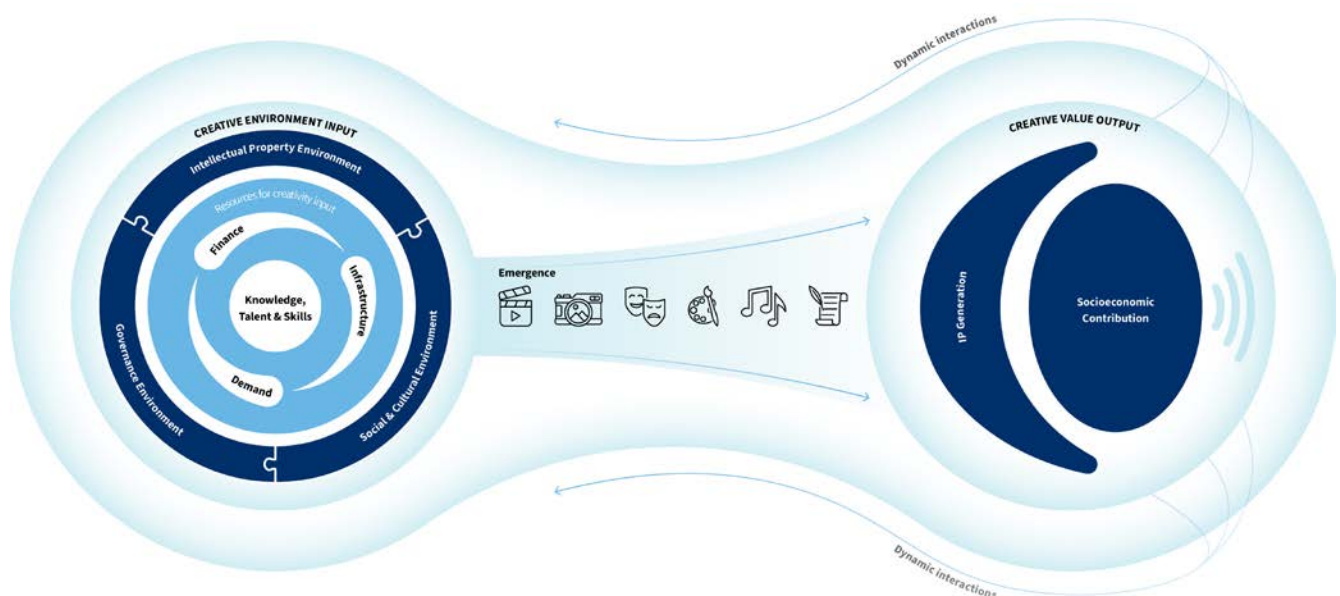 Dynamic interactions
CREATIVE ENVIRONMENT INPUT
Intellectual Property Environment
Resources for creativity input
Finance
Infrastructure
Knowledge,
Talent & Skills
Demand
Governance Environment
Social & Cultural Environment
Emergence
CREATIVE VALUE OUTPUT
IP Generation
Socioeconomic
Contribution
Dynamic interactions